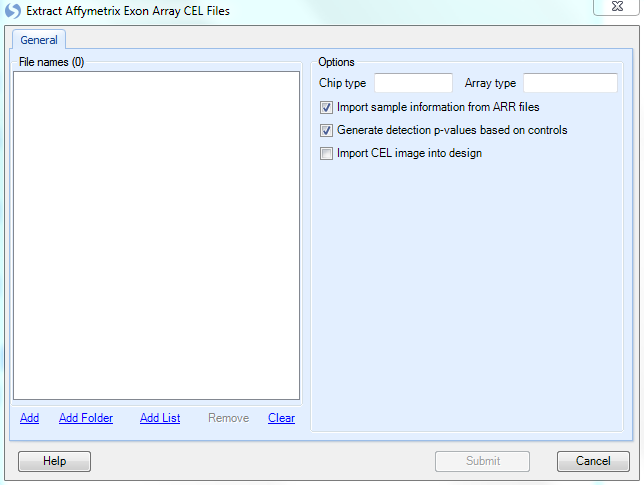 Extract Affymetrix Exon Array CEL Files
General
File names (0)
Options
Chip type
Array type
Import sample information from ARR files
Generate detection p-values based on controls
Import CEL image into design
Add Add Folder Add List Remove Clear
Help Submit Cancel